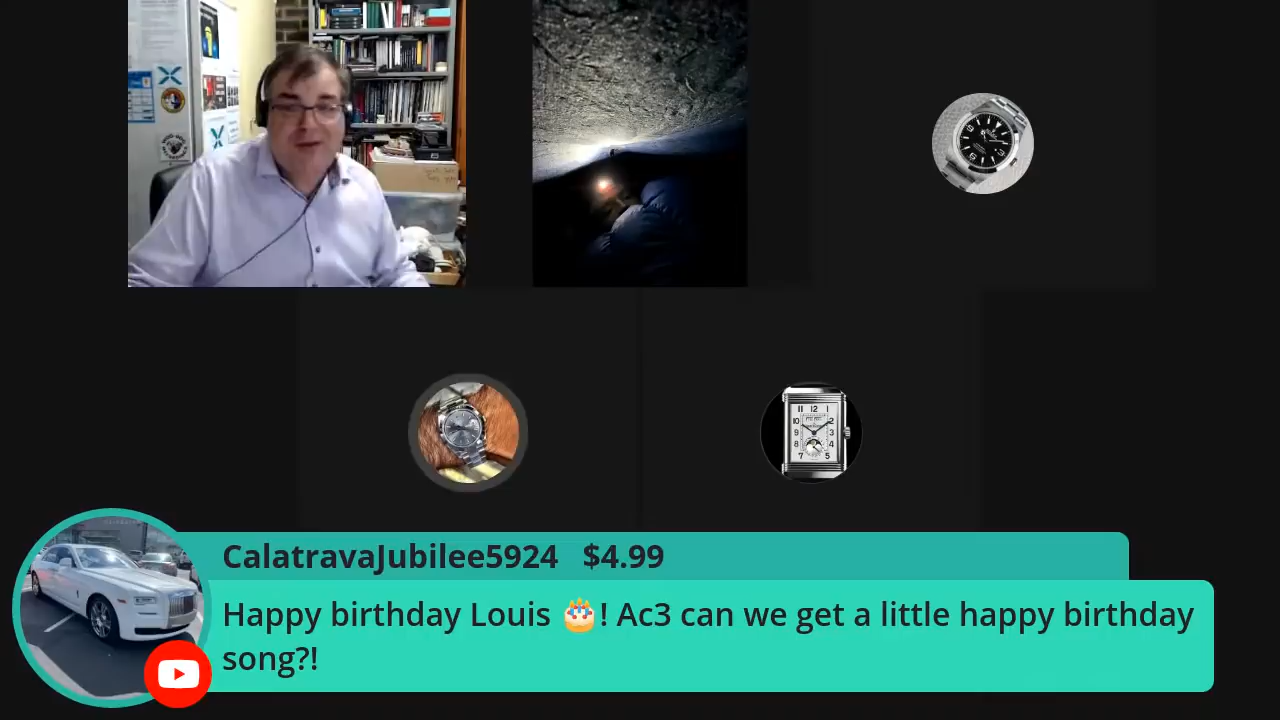 CalatravaJubilee5924 $4.99
Happy birthday Louis 🎂! Ac3 can we get a little happy birthday
song?!